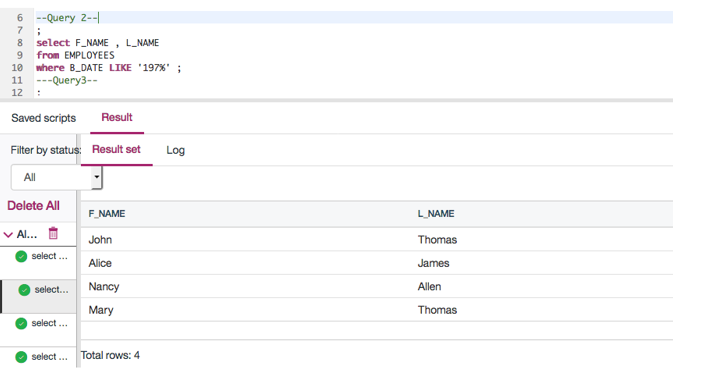 6 --Query 2--
7 ;
8 select F_NAME , L_NAME
9 from EMPLOYEES
10 where B_DATE LIKE '197%' ;
11 ---Query3--
12 ;
Saved scripts Result
Filter by status: Result set Log
All
Delete All
F_NAME L_NAME
Al...
John Thomas
select ...
Alice James
select...
Nancy Allen
Mary Thomas
select ...
select ...
Total rows: 4